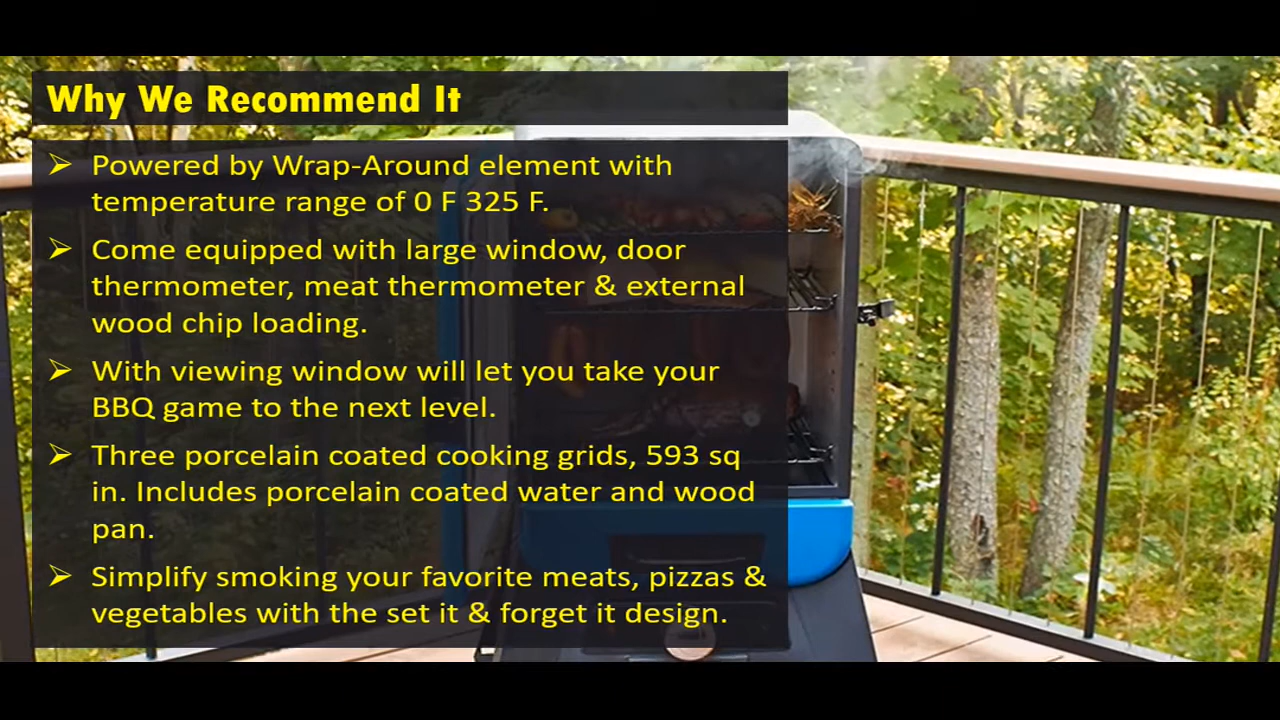 Why We Recommend It
➢ Powered by Wrap-Around element with
temperature range of 0 F 325 F.
➢ Come equipped with large window, door
thermometer, meat thermometer & external
wood chip loading.
➢ With viewing window will let you take your
BBQ game to the next level.
➢ Three porcelain coated cooking grids, 593 sq
in. Includes porcelain coated water and wood
pan.
➢ Simplify smoking your favorite meats, pizzas &
vegetables with the set it & forget it design.